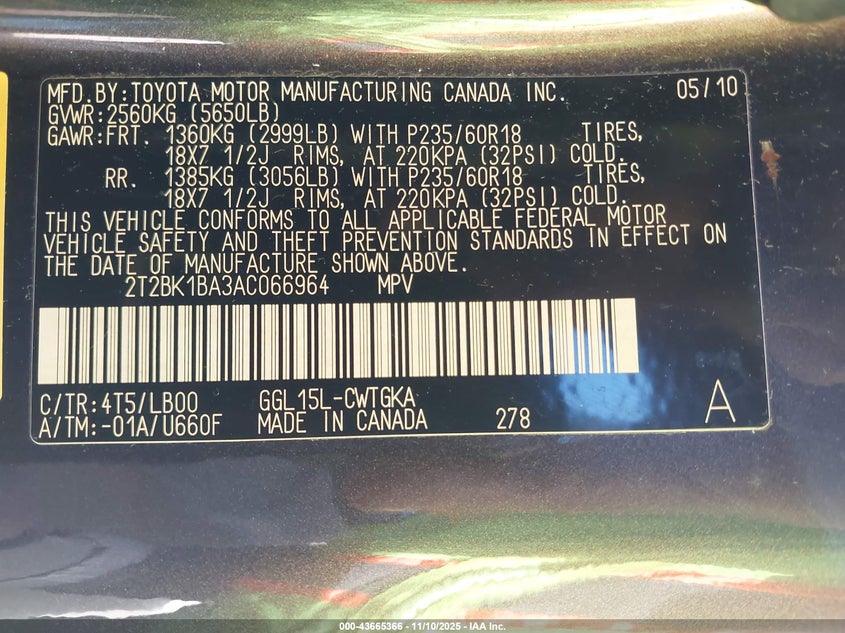 MFD.BY:TOYOTA MOTOR MANUFACTURING CANADA INC. 05/10
GVWR:2560KG (5650LB)
GAWR:FRT. 1360KG (2999LB) WITH P235/60R18 TIRES,
18X7 1/2J RIMS, AT 220KPA (32PSI) COLD.
RR. 1385KG (3056LB) WITH P235/60R18 TIRES,
18X7 1/2J RIMS, AT 220KPA (32PSI) COLD.
THIS VEHICLE CONFORMS TO ALL APPLICABLE FEDERAL MOTOR
VEHICLE SAFETY AND THEFT PREVENTION STANDARDS IN EFFECT ON
THE DATE OF MANUFACTURE SHOWN ABOVE.
2T2BK1BA3AC066964 MPV
C/TR:4T5/LB00 GGL15L-CWTGKA
A/TM:-01A/U660F MADE IN CANADA 278 A
000-43665366 - 11/10/2025 - IAA Inc.